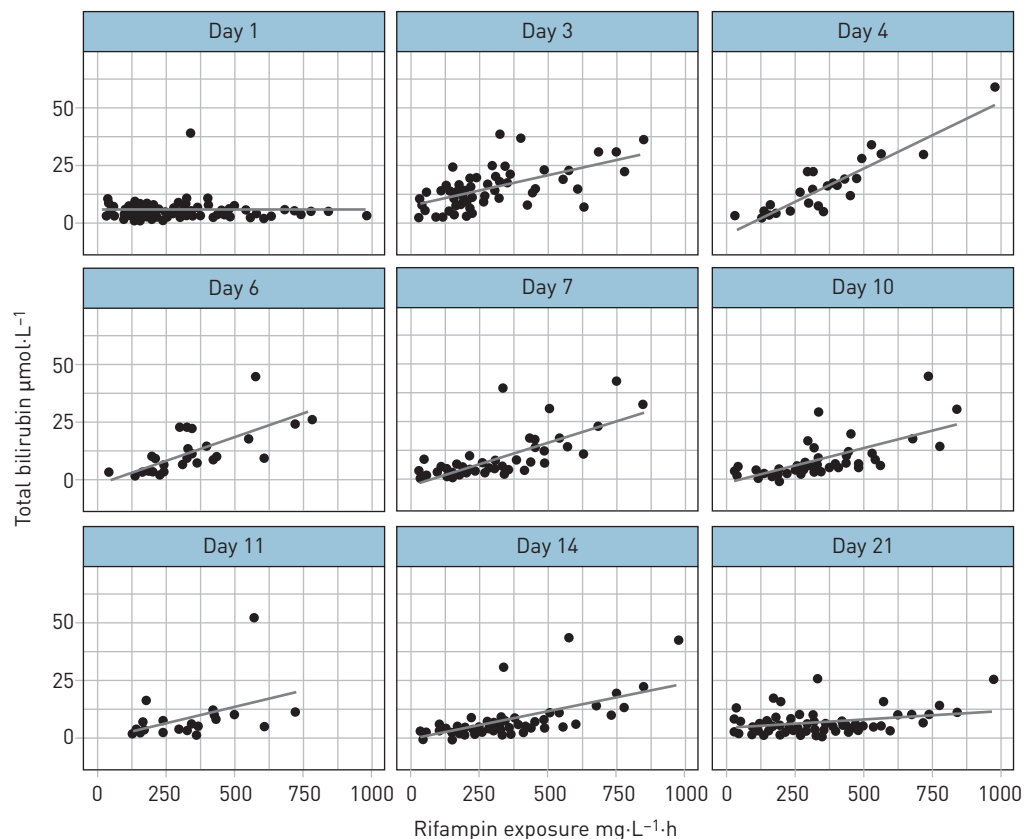 Day 1
Day 3
Day 4
50
25
0
Day 6
Day 7
Day 10
50
25
0
Day 11
Day 14
Day 21
50
25
0
0 250 500 750 1000 0 250 500 750 1000 0 250 500 750 1000
Total bilirubin μmol·L⁻¹
Rifampin exposure mg·L⁻¹·h